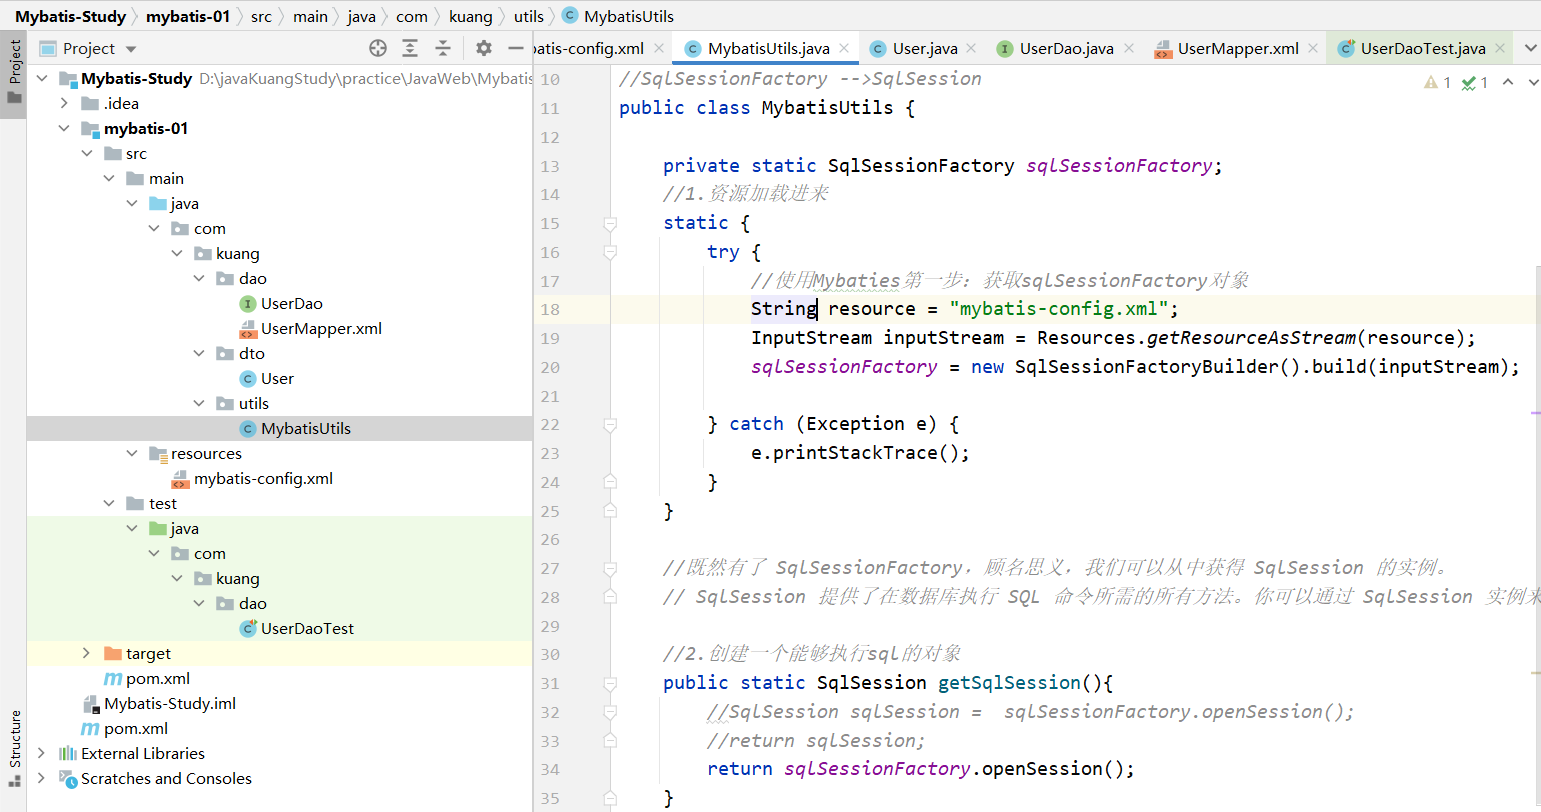 Mybatis-Study mybatis-01 src main java com kuang utils MybatisUtils
Project
batis-config.xml MybatisUtils.java User.java UserDao.java UserMapper.xml UserDaoTest.java
Project
Structure
Mybatis-Study D:\javaKuangStudy\practice\JavaWeb\Mybatis
.idea
mybatis-01
src
main
java
com
kuang
dao
UserDao
UserMapper.xml
dto
User
utils
MybatisUtils
resources
mybatis-config.xml
test
java
com
kuang
dao
UserDaoTest
target
pom.xml
Mybatis-Study.iml
pom.xml
External Libraries
Scratches and Consoles
1 1
10 //SqlSessionFactory -->SqlSession
11 public class MybatisUtils {
12
13 private static SqlSessionFactory sqlSessionFactory;
14 //1.资源加载进来
15 static {
16 try {
17 //使用Mybaties第一步：获取sqlSessionFactory对象
18 String resource = "mybatis-config.xml";
19 InputStream inputStream = Resources.getResourceAsStream(resource);
20 sqlSessionFactory = new SqlSessionFactoryBuilder().build(inputStream);
21
22 } catch (Exception e) {
23 e.printStackTrace();
24 }
25 }
26
27 //既然有了 SqlSessionFactory，顾名思义，我们可以从中获得 SqlSession 的实例。
28 // SqlSession 提供了在数据库执行 SQL 命令所需的所有方法。你可以通过 SqlSession 实例来
29
30 //2.创建一个能够执行sql的对象
31 public static SqlSession getSqlSession(){
32 //SqlSession sqlSession =  sqlSessionFactory.openSession();
33 //return sqlSession;
34 return sqlSessionFactory.openSession();
35 }